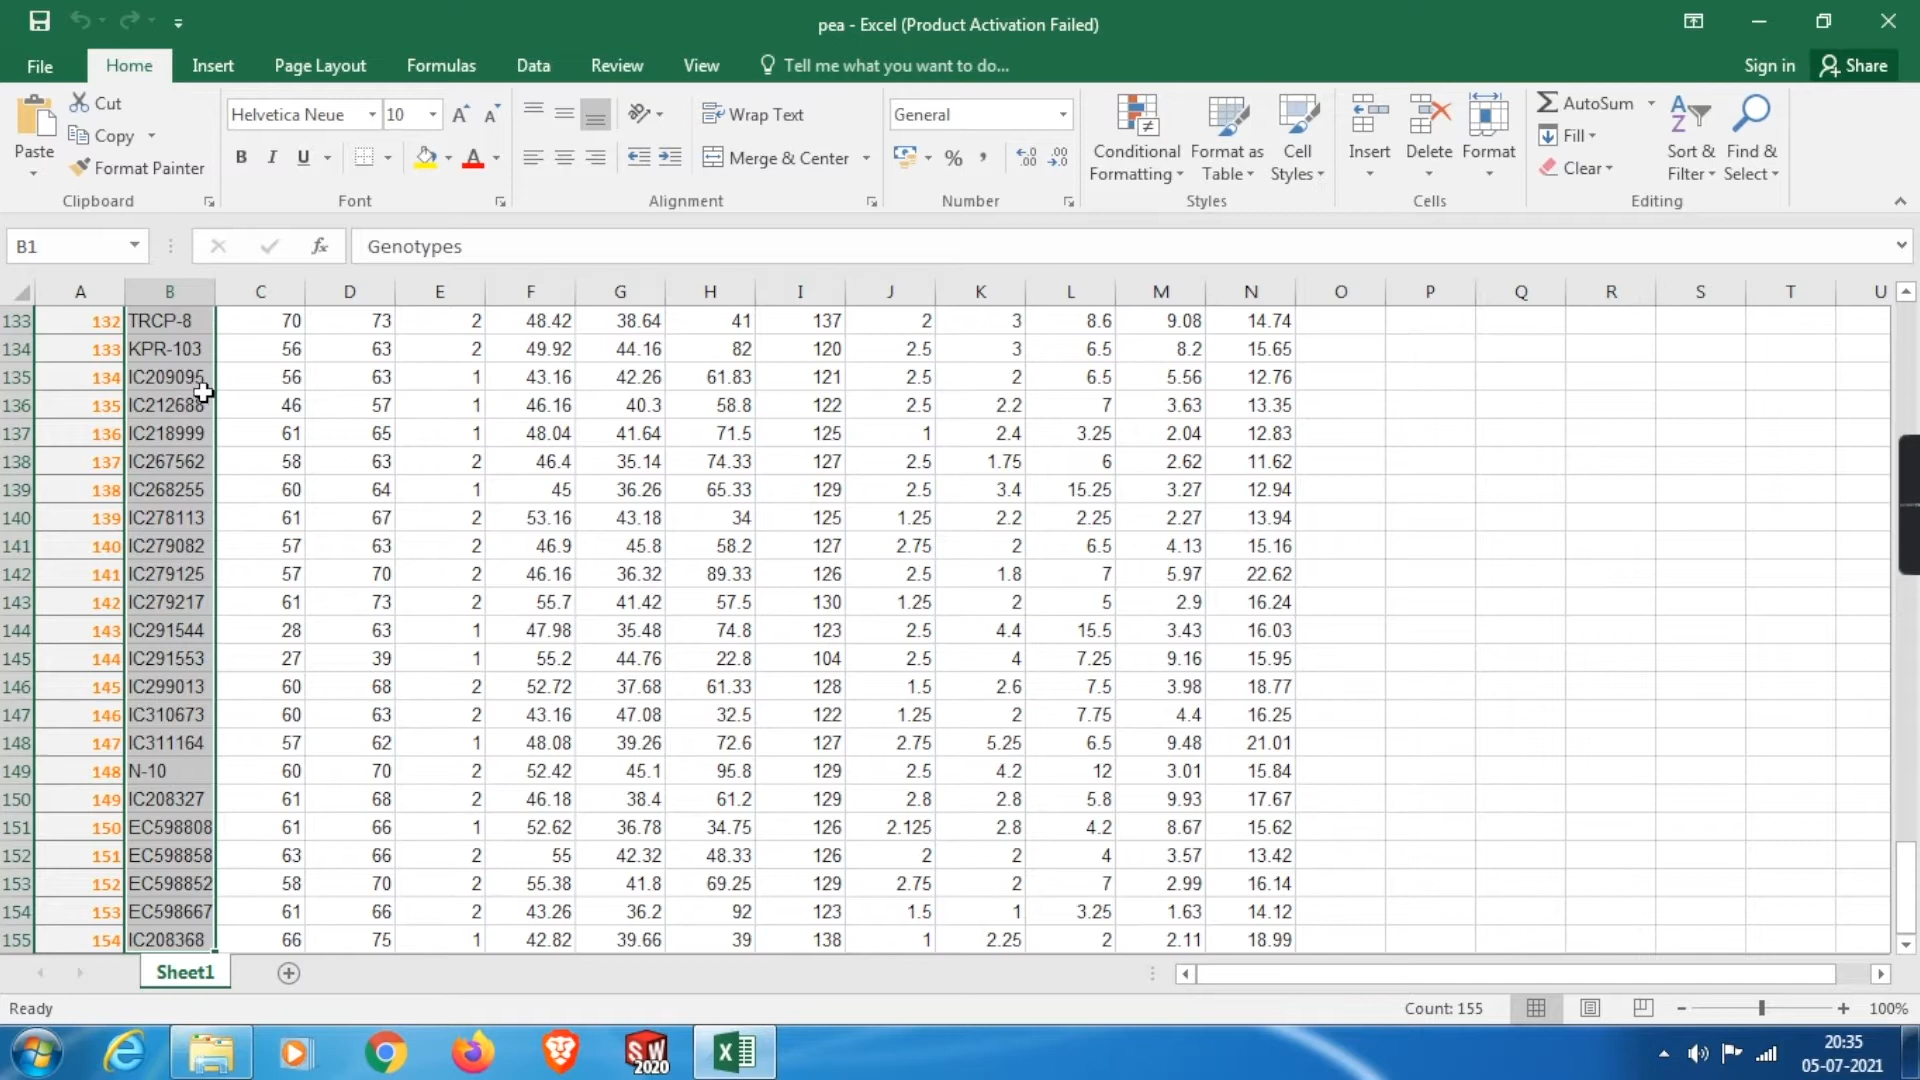 pea - Excel (Product Activation Failed)
File Home Insert Page Layout Formulas Data Review View Tell me what you want to do... Sign in Share
Paste
Cut
Copy
Format Painter
Clipboard
Helvetica Neue 10
B I U
Font
Wrap Text
Merge & Center
Alignment
General
Number
Conditional Formatting
Format as Table
Cell Styles
Styles
Insert Delete Format
Cells
AutoSum
Fill
Clear
Sort & Filter
Find & Select
Editing
B1 fx Genotypes
A B C D E F G H I J K L M N O P Q R S T U
133 132 TRCP-8 70 73 2 48.42 38.64 41 137 2 3 8.6 9.08 14.74
134 133 KPR-103 56 63 2 49.92 44.16 82 120 2.5 3 6.5 8.2 15.65
135 134 IC209095 56 63 1 43.16 42.26 61.83 121 2.5 2 6.5 5.56 12.76
136 135 IC212688 46 57 1 46.16 40.3 58.8 122 2.5 2.2 7 3.63 13.35
137 136 IC218999 61 65 1 48.04 41.64 71.5 125 1 2.4 3.25 2.04 12.83
138 137 IC267562 58 63 2 46.4 35.14 74.33 127 2.5 1.75 6 2.62 11.62
139 138 IC268255 60 64 1 45 36.26 65.33 129 2.5 3.4 15.25 3.27 12.94
140 139 IC278113 61 67 2 53.16 43.18 34 125 1.25 2.2 2.25 2.27 13.94
141 140 IC279082 57 63 2 46.9 45.8 58.2 127 2.75 2 6.5 4.13 15.16
142 141 IC279125 57 70 2 46.16 36.32 89.33 126 2.5 1.8 7 5.97 22.62
143 142 IC279217 61 73 2 55.7 41.42 57.5 130 1.25 2 5 2.9 16.24
144 143 IC291544 28 63 1 47.98 35.48 74.8 123 2.5 4.4 15.5 3.43 16.03
145 144 IC291553 27 39 1 55.2 44.76 22.8 104 2.5 4 7.25 9.16 15.95
146 145 IC299013 60 68 2 52.72 37.68 61.33 128 1.5 2.6 7.5 3.98 18.77
147 146 IC310673 60 63 2 43.16 47.08 32.5 122 1.25 2 7.75 4.4 16.25
148 147 IC311164 57 62 1 48.08 39.26 72.6 127 2.75 5.25 6.5 9.48 21.01
149 148 N-10 60 70 2 52.42 45.1 95.8 129 2.5 4.2 12 3.01 15.84
150 149 IC208327 61 68 2 46.18 38.4 61.2 129 2.8 2.8 5.8 9.93 17.67
151 150 EC598808 61 66 1 52.62 36.78 34.75 126 2.125 2.8 4.2 8.67 15.62
152 151 EC598858 63 66 2 55 42.32 48.33 126 2 2 4 3.57 13.42
153 152 EC598852 58 70 2 55.38 41.8 69.25 129 2.75 2 7 2.99 16.14
154 153 EC598667 61 66 2 43.26 36.2 92 123 1.5 1 3.25 1.63 14.12
155 154 IC208368 66 75 1 42.82 39.66 39 138 1 2.25 2 2.11 18.99
Sheet1
Ready Count: 155 100%
SW 2020
20:35
05-07-2021